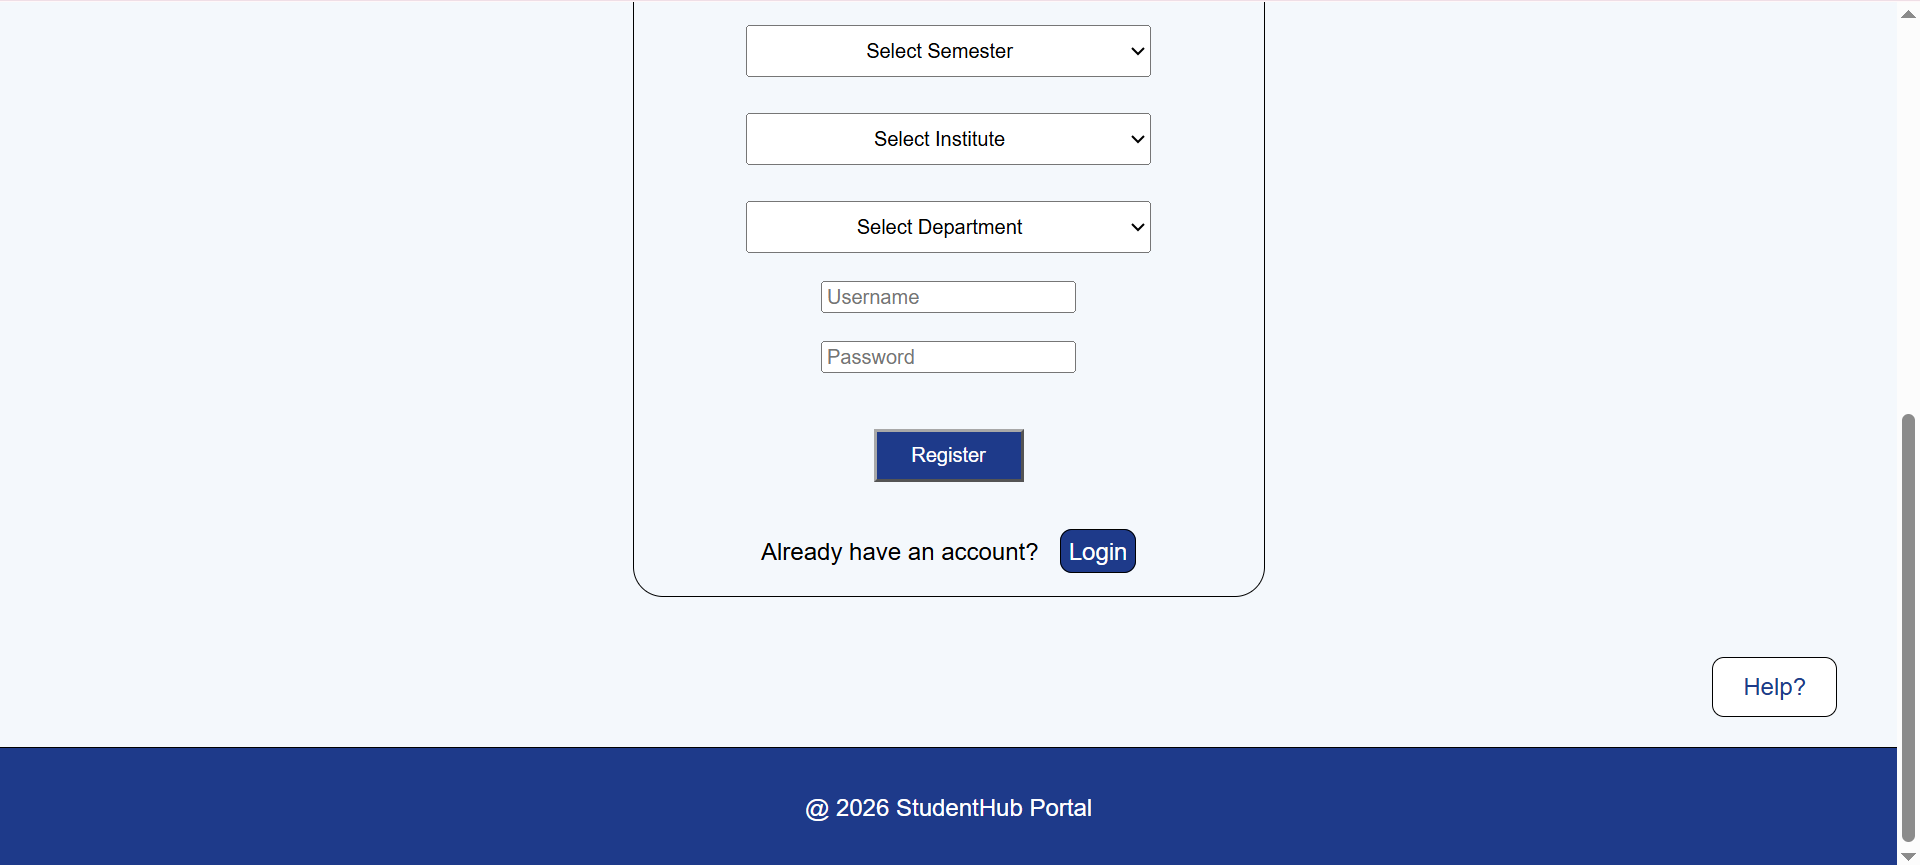 Select Semester
Select Institute
Select Department
Username
Password
Register
Already have an account? Login
Help?
@ 2026 StudentHub Portal